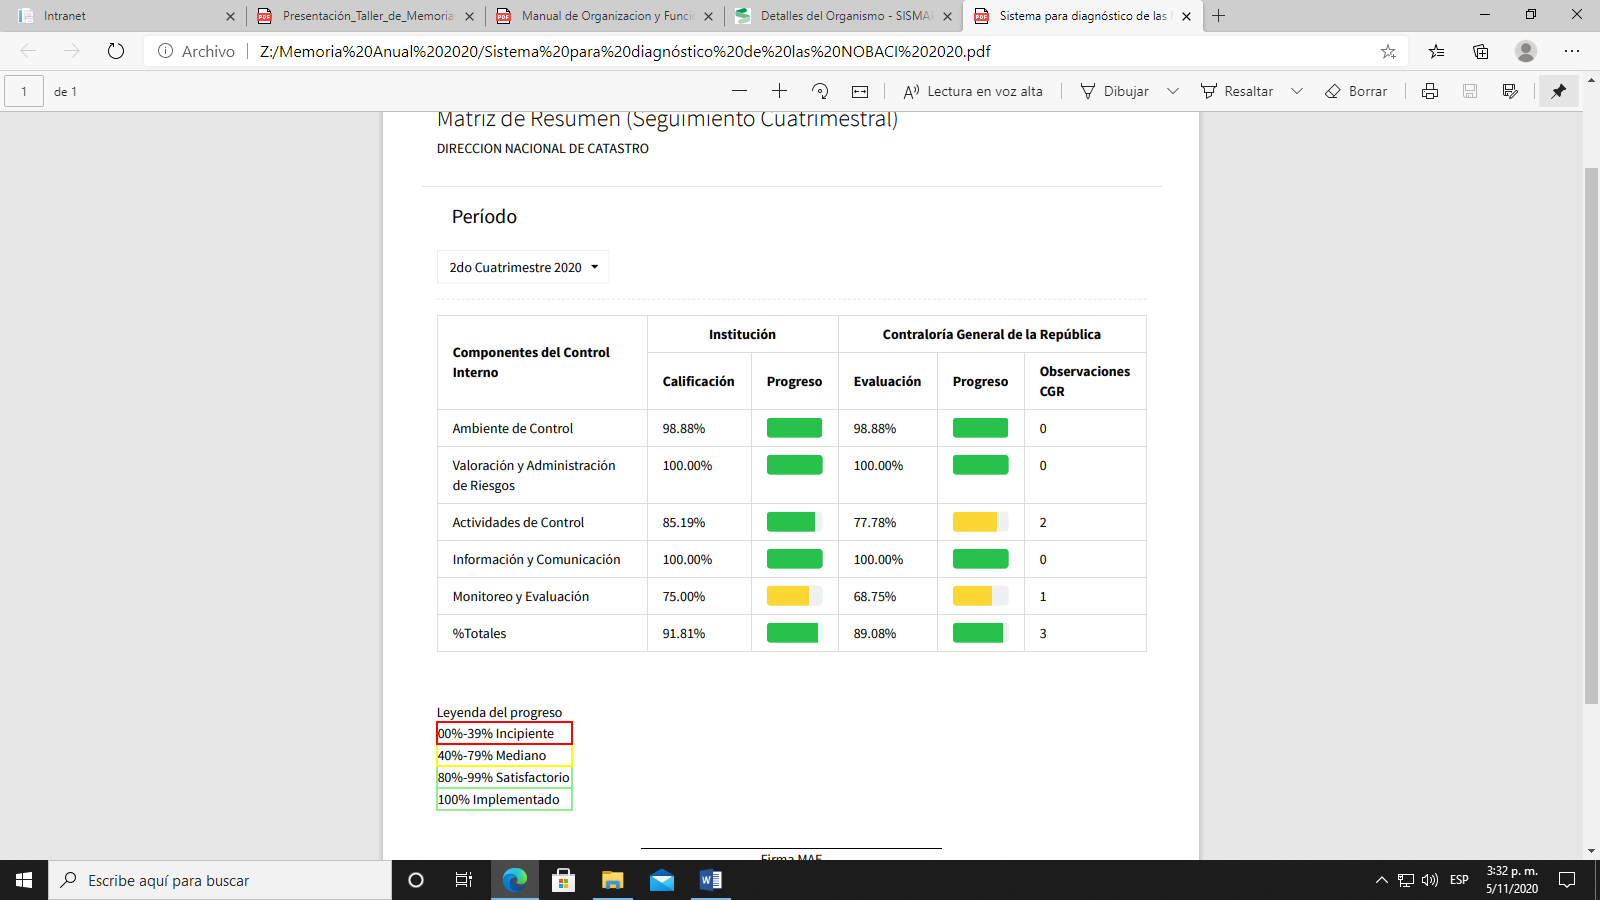 Intranet
Presentación_Taller_de_Memorias
Manual de Organizacion y Funcio
Detalles del Organismo - SISMAP
Sistema para diagnóstico de las
Archivo
Z:/Memoria%20Anual%202020/Sistema%20para%20diagnóstico%20de%20las%20NOBACI%202020.pdf
1 de 1
Lectura en voz alta
Dibujar
Resaltar
Borrar
Matriz de Resumen (Seguimiento Cuatrimestral)
DIRECCION NACIONAL DE CATASTRO
Período
2do Cuatrimestre 2020
Componentes del Control Interno
Institución
Contraloría General de la República
Calificación
Progreso
Evaluación
Progreso
Observaciones CGR
Ambiente de Control 98.88% 98.88% 0
Valoración y Administración de Riesgos 100.00% 100.00% 0
Actividades de Control 85.19% 77.78% 2
Información y Comunicación 100.00% 100.00% 0
Monitoreo y Evaluación 75.00% 68.75% 1
%Totales 91.81% 89.08% 3
Leyenda del progreso
00%-39% Incipiente
40%-79% Mediano
80%-99% Satisfactorio
100% Implementado
Firma MAE
Escribe aquí para buscar
ESP
3:32 p. m.
5/11/2020